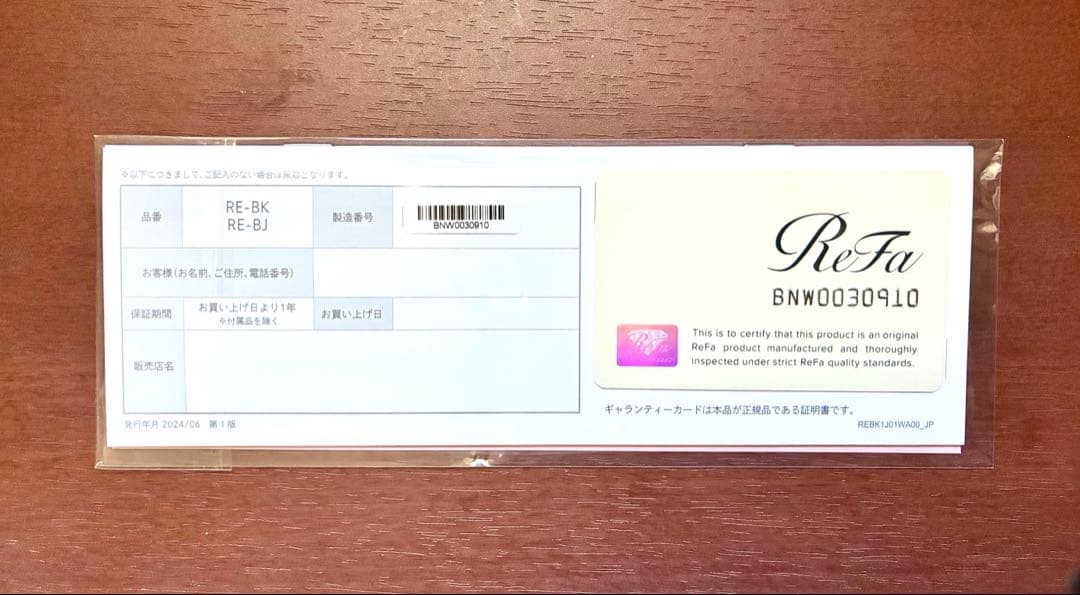 ※以下につきまして、ご記入のない場合は無効となります。
品番
RE-BK
RE-BJ
製造番号
BNW0030910
お客様(お名前、ご住所、電話番号)
保証期間
お買い上げ日より1年
※付属品を除く
お買い上げ日
販売店名
発行年月 2024/06 第1版
ReFa
BNW0030910
This is to certify that this product is an original
ReFa product manufactured and thoroughly
inspected under strict ReFa quality standards.
ギャランティーカードは本品が正規品である証明書です。
REBK1J01WA00_JP